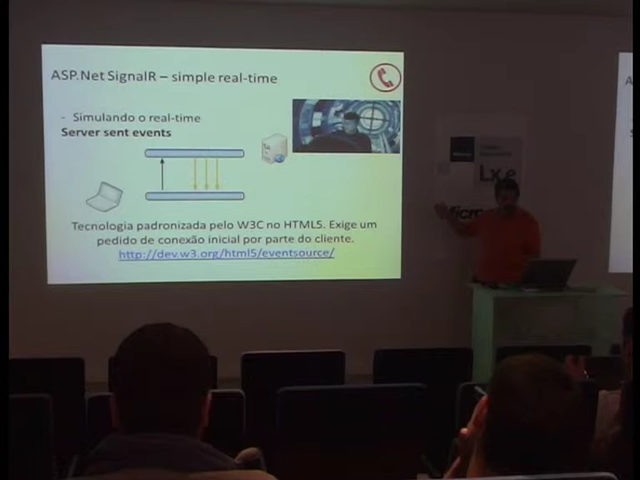 ASP.Net SignalR – simple real-time
- Simulando o real-time
Server sent events
Tecnologia padronizada pelo W3C no HTML5. Exige um
pedido de conexão inicial por parte do cliente.
http://dev.w3.org/html5/eventsource/